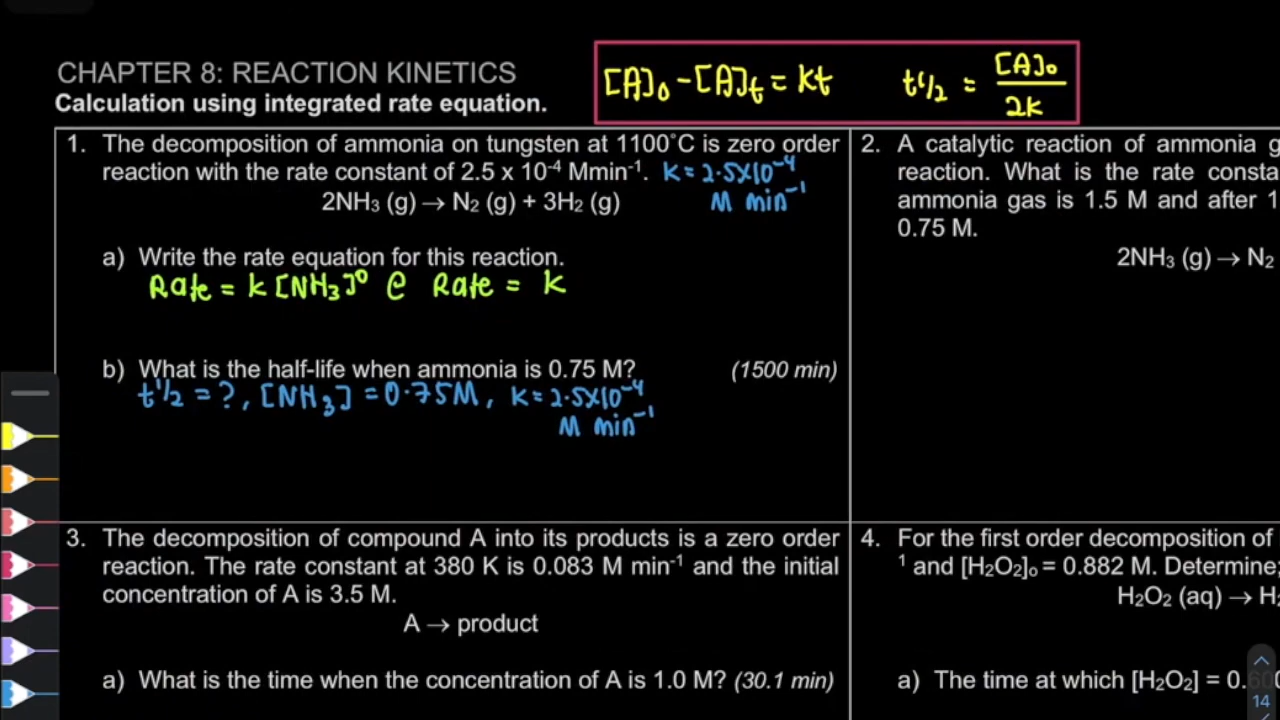 CHAPTER 8: REACTION KINETICS
Calculation using integrated rate equation.
[A]₀ - [A]t = kt
t½ = [A]₀
2k
1. The decomposition of ammonia on tungsten at 1100˚C is zero order
reaction with the rate constant of 2.5 x 10⁻⁴ Mmin⁻¹. K = 2.5×10⁻⁴
2NH₃ (g) → N₂ (g) + 3H₂ (g) M min⁻¹
a) Write the rate equation for this reaction.
Rate = k [NH₃]⁰ @ Rate = k
b) What is the half-life when ammonia is 0.75 M? (1500 min)
t½ = ?, [NH₃] = 0.75M, K = 2.5×10⁻⁴
M min⁻¹
2. A catalytic reaction of ammonia g
reaction. What is the rate consta
ammonia gas is 1.5 M and after 1
0.75 M.
2NH₃ (g) → N₂
3. The decomposition of compound A into its products is a zero order
reaction. The rate constant at 380 K is 0.083 M min⁻¹ and the initial
concentration of A is 3.5 M.
A → product
a) What is the time when the concentration of A is 1.0 M? (30.1 min)
4. For the first order decomposition of
¹ and [H₂O₂]₀ = 0.882 M. Determine;
H₂O₂ (aq) → H₂
a) The time at which [H₂O₂] = 0.600
14